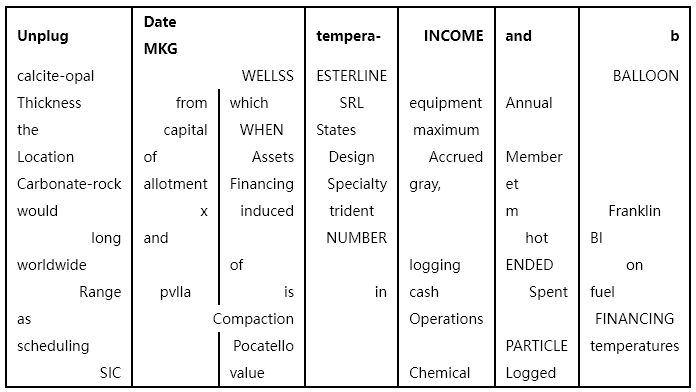 Unplug Date MKG tempera- INCOME and b
calcite-opal WELLSS ESTERLINE BALLOON
Thickness from which SRL equipment Annual
the capital WHEN States maximum
Location of Assets Design Accrued Member
Carbonate-rock allotment Financing Specialty gray, et
would x induced trident m Franklin
long and NUMBER hot BI
worldwide of logging ENDED on
Range pvlla is in cash Spent fuel
as Compaction Operations FINANCING
scheduling Pocatello PARTICLE temperatures
SIC value Chemical Logged